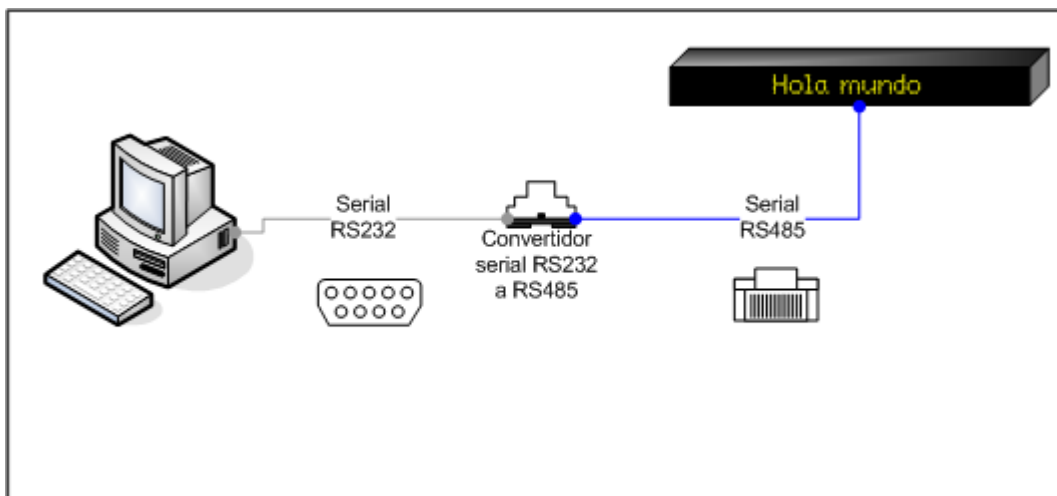 Hola mundo
Serial
RS232
Convertidor
serial RS232
a RS485
Serial
RS485